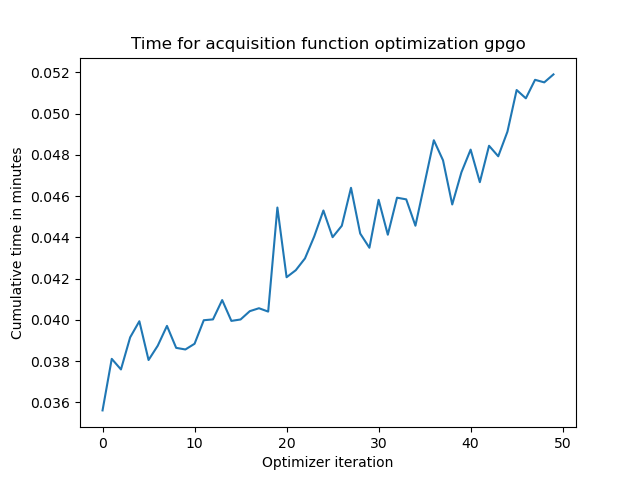 Time for acquisition function optimization gpgo
0.052
0.050
0.048
0.046
0.044
0.042
0.040
0.038
0.036
Cumulative time in minutes
0 10 20 30 40 50
Optimizer iteration